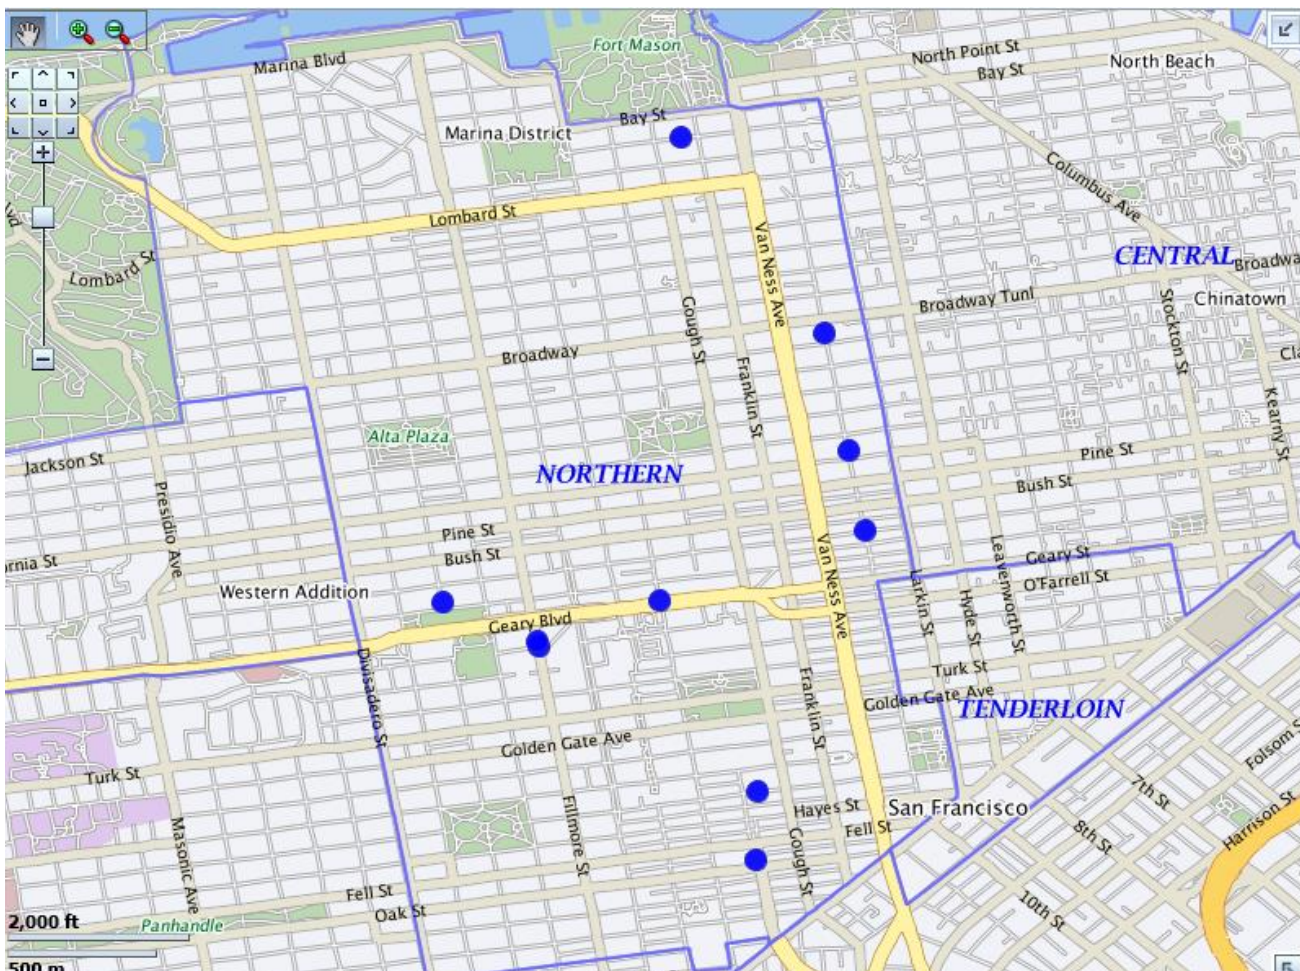 Fort Mason
North Point St
Bay St
North Beach
Marina Blvd
Bay St
Marina District
Columbus Ave
Lombard St
Van Ness Ave
CENTRAL
Broadwa
Lombard St
Broadway Tunl
Chinatown
Stockton St
Gough St
Broadway
Franklin St
Cla
Kearny St
Alta Plaza
Jackson St
NORTHERN
Pine St
Bush St
Presidio Ave
Pine St
Bush St
ornia St
Van Ness Ave
Leavenworth St
Geary St
O'Farrell St
Larkin St
Hyde St
Western Addition
Geary Blvd
Divisadero St
Turk St
Golden Gate Ave
Franklin St
TENDERLOIN
Golden Gate Ave
Turk St
Folsom S
7th St
Hayes St
San Francisco
Fell St
8th St
Harrison St
Fillmore St
Masonic Ave
Gough St
Fell St
Oak St
10th St
2,000 ft
Panhandle
500 m